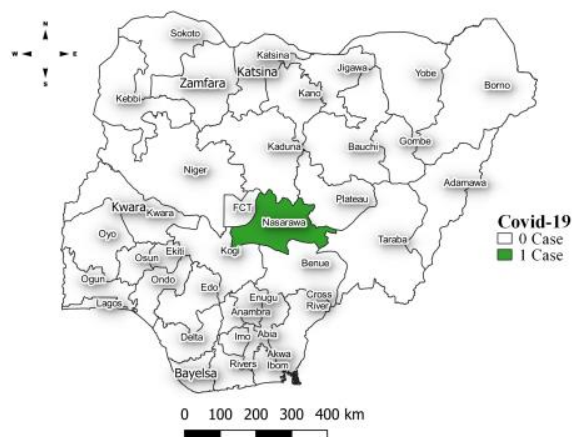 N
W E
S
Sokoto
Katsina
Katsina
Jigawa
Yobe
Borno
Zamfara
Kebbi
Kano
Kaduna
Bauchi
Gombe
Niger
Adamawa
FCT
Plateau
Nasarawa
Kwara
Kwara
Taraba
Oyo
Kogi
Ekiti
Osun
Benue
Ogun
Ondo
Edo
Lagos
Enugu
Cross
River
Anambra
Delta
Imo
Abia
Akwa
Ibom
Rivers
Bayelsa
Covid-19
0 Case
1 Case
0 100 200 300 400 km